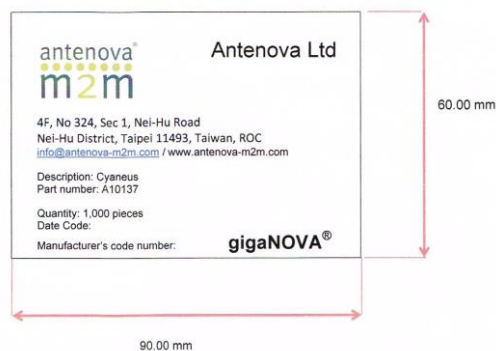 antenova®
m2m
Antenova Ltd
4F, No 324, Sec 1, Nei-Hu Road
Nei-Hu District, Taipei 11493, Taiwan, ROC
info@antenova-m2m.com / www.antenova-m2m.com
Description: Cyaneus
Part number: A10137
Quantity: 1,000 pieces
Date Code:
Manufacturer's code number:
gigaNOVA®
60.00 mm
90.00 mm